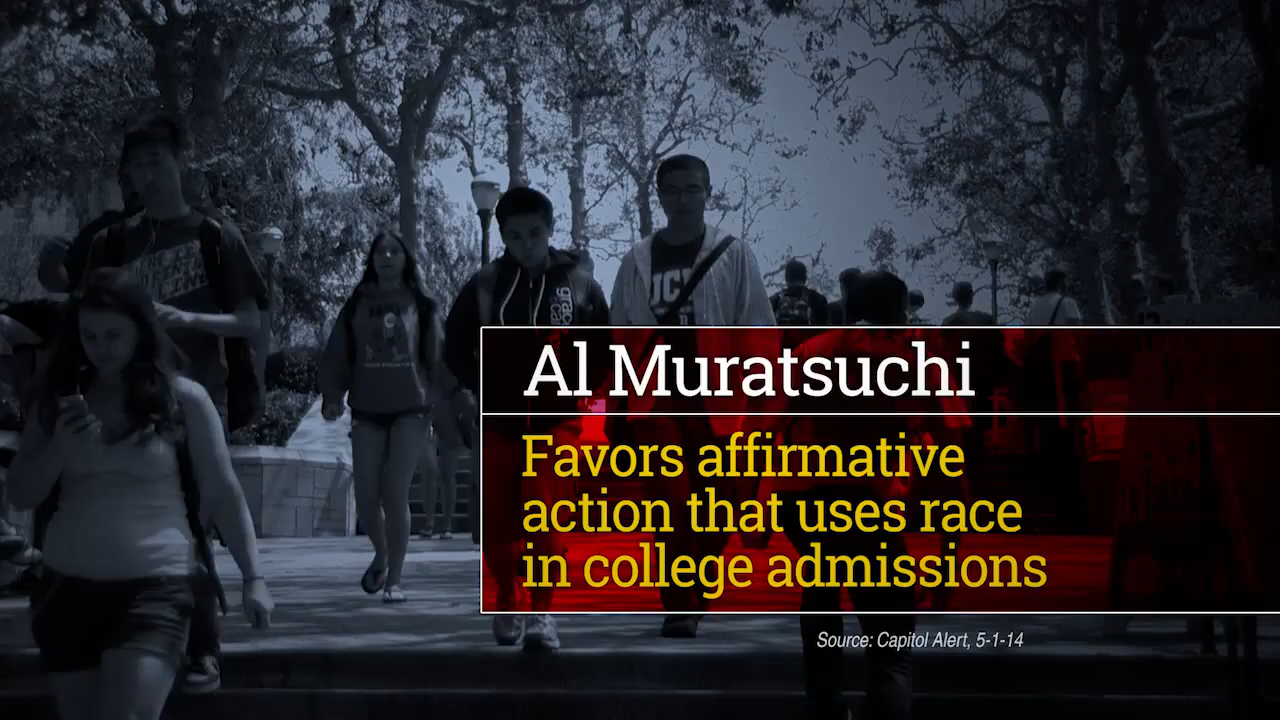 Al Muratsuchi
Favors affirmative
action that uses race
in college admissions
Source: Capitol Alert, 5-1-14